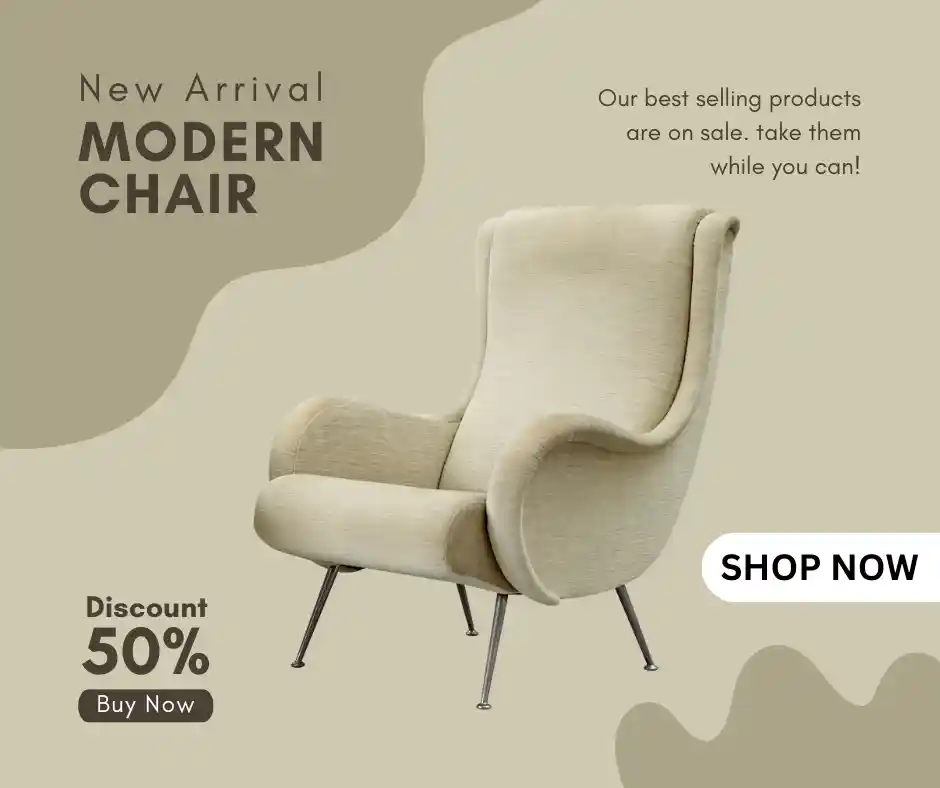 New Arrival
MODERN
CHAIR
Our best selling products
are on sale. take them
while you can!
SHOP NOW
Discount
50%
Buy Now